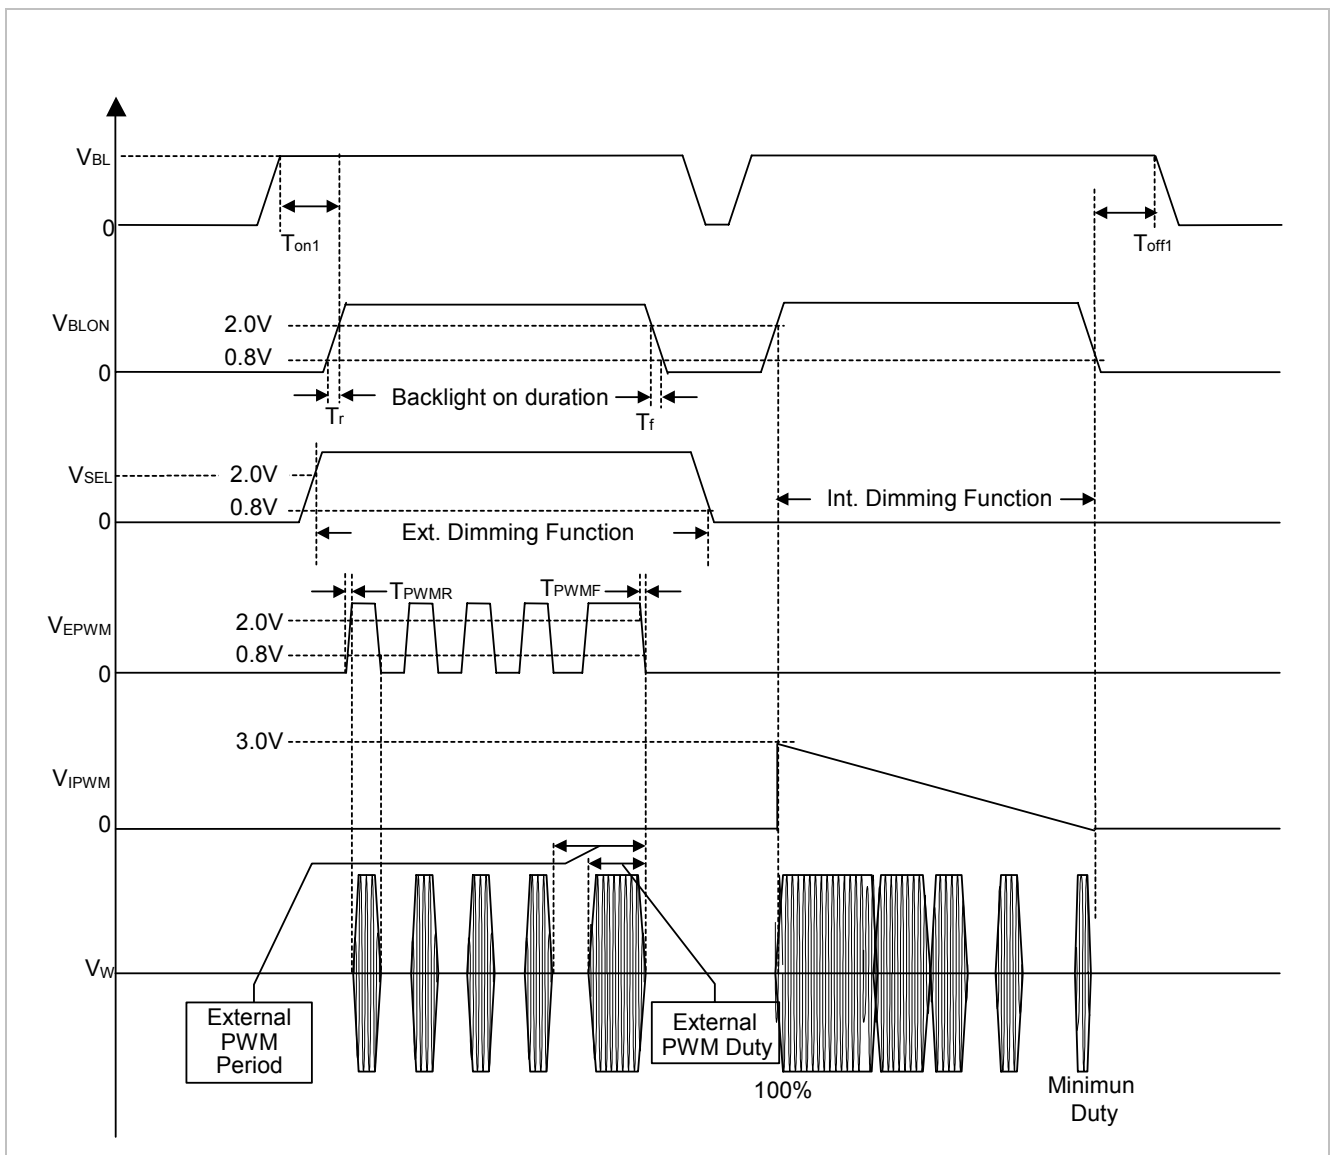 VBL
0
Ton1
Toff1
VBLON
2.0V
0.8V
0
Tr
Backlight on duration
Tf
VSEL
2.0V
0.8V
0
Ext. Dimming Function
Int. Dimming Function
TPWMR
TPWMF
VEPWM
2.0V
0.8V
0
3.0V
VIPWM
0
VW
External
PWM
Period
External
PWM Duty
100%
Minimun
Duty